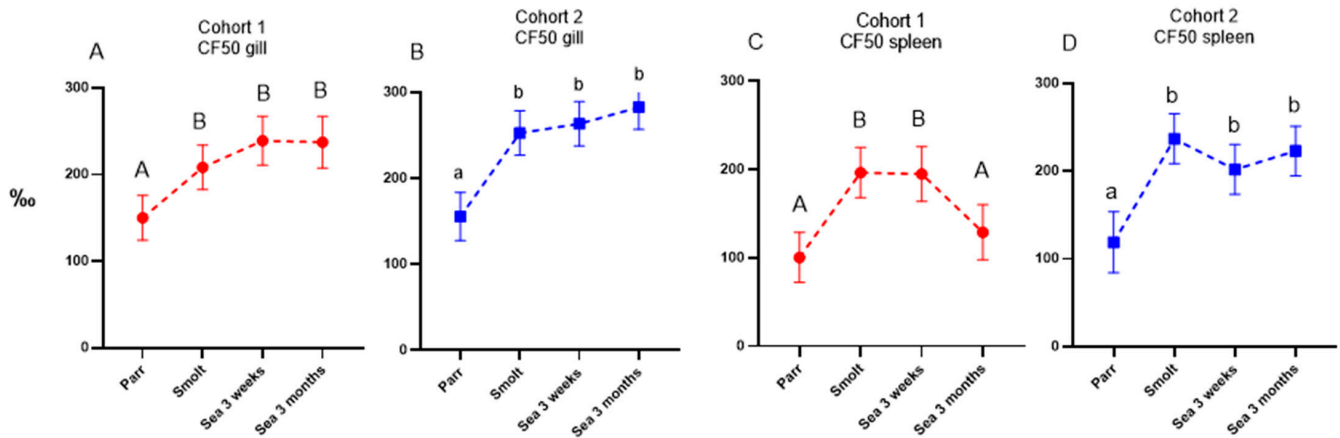 A
Cohort 1
CF50 gill
300
200
100
0
‰
A
B
B
B
Parr
Smolt
Sea 3 weeks
Sea 3 months
B
Cohort 2
CF50 gill
300
200
100
0
a
b
b
b
Parr
Smolt
Sea 3 weeks
Sea 3 months
C
Cohort 1
CF50 spleen
300
200
100
0
A
B
B
A
Parr
Smolt
Sea 3 weeks
Sea 3 months
D
Cohort 2
CF50 spleen
300
200
100
0
a
b
b
b
Parr
Smolt
Sea 3 weeks
Sea 3 months